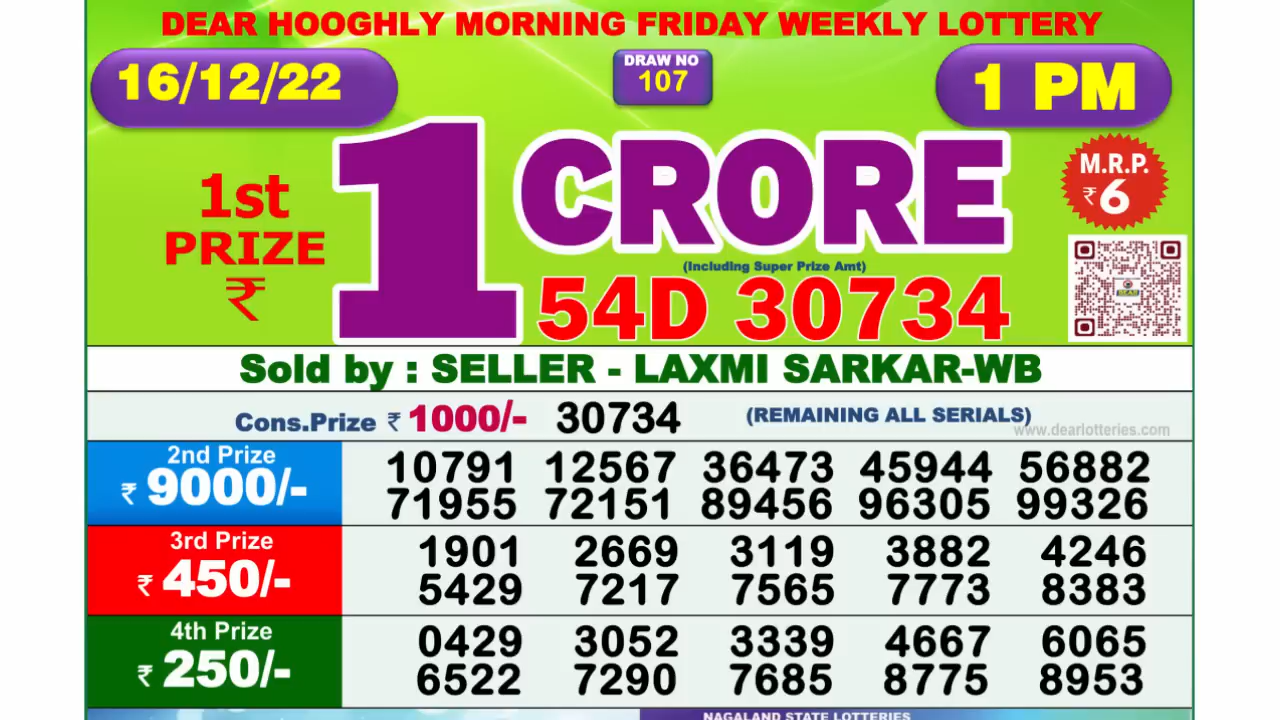 DEAR HOOGHLY MORNING FRIDAY WEEKLY LOTTERY
16/12/22
DRAW NO
107
1 PM
1st
PRIZE
₹
1 CRORE
(Including Super Prize Amt)
54D 30734
M.R.P.
₹ 6
DEAR
Sold by : SELLER - LAXMI SARKAR-WB
Cons.Prize ₹ 1000/- 30734 (REMAINING ALL SERIALS)
www.dearlotteries.com
2nd Prize
₹ 9000/-
10791 12567 36473 45944 56882
71955 72151 89456 96305 99326
3rd Prize
₹ 450/-
1901 2669 3119 3882 4246
5429 7217 7565 7773 8383
4th Prize
₹ 250/-
0429 3052 3339 4667 6065
6522 7290 7685 8775 8953
NAGALAND STATE LOTTERIES